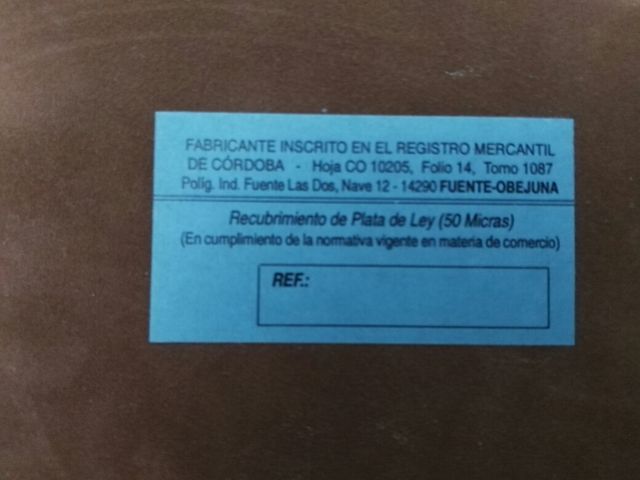 FABRICANTE INSCRITO EN EL REGISTRO MERCANTIL
DE CÓRDOBA - Hoja CO 10205, Folio 14, Tomo 1087
Polig. Ind. Fuente Las Dos, Nave 12 - 14290 FUENTE-OBEJUNA
Recubrimiento de Plata de Ley (50 Micras)
(En cumplimiento de la normativa vigente en materia de comercio)
REF.: